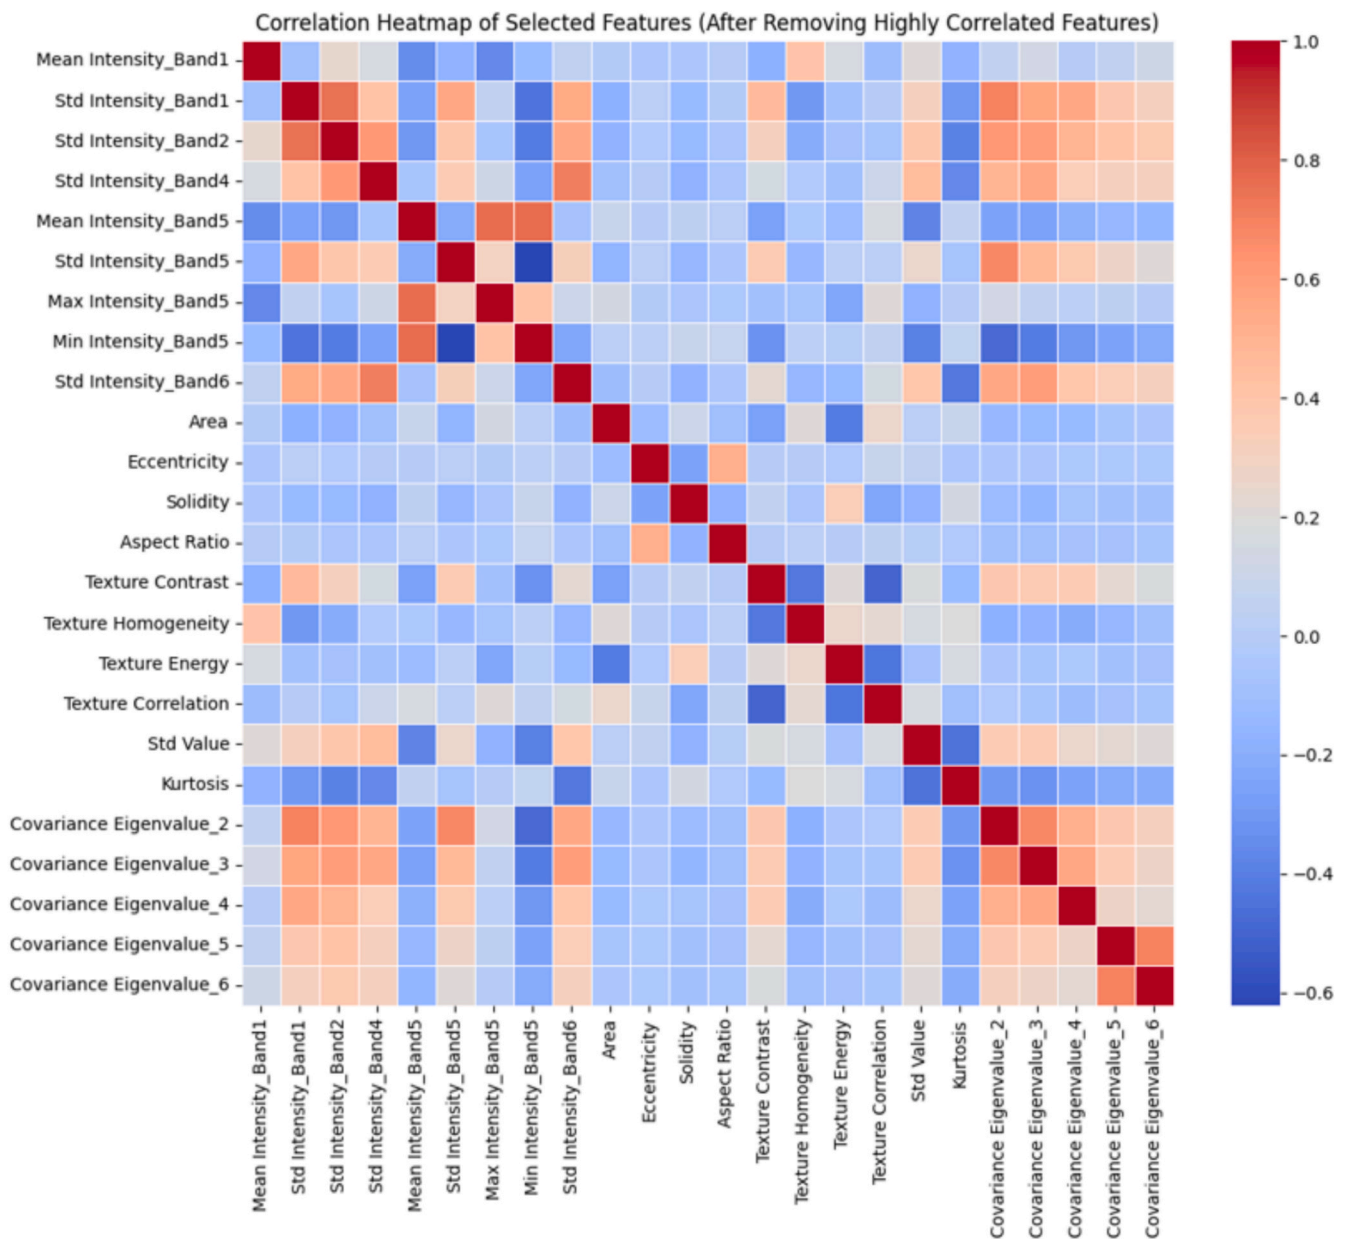 Correlation Heatmap of Selected Features (After Removing Highly Correlated Features)
Mean Intensity_Band1
Std Intensity_Band1
Std Intensity_Band2
Std Intensity_Band4
Mean Intensity_Band5
Std Intensity_Band5
Max Intensity_Band5
Min Intensity_Band5
Std Intensity_Band6
Area
Eccentricity
Solidity
Aspect Ratio
Texture Contrast
Texture Homogeneity
Texture Energy
Texture Correlation
Std Value
Kurtosis
Covariance Eigenvalue_2
Covariance Eigenvalue_3
Covariance Eigenvalue_4
Covariance Eigenvalue_5
Covariance Eigenvalue_6
Mean Intensity_Band1
Std Intensity_Band1
Std Intensity_Band2
Std Intensity_Band4
Mean Intensity_Band5
Std Intensity_Band5
Max Intensity_Band5
Min Intensity_Band5
Std Intensity_Band6
Area
Eccentricity
Solidity
Aspect Ratio
Texture Contrast
Texture Homogeneity
Texture Energy
Texture Correlation
Std Value
Kurtosis
Covariance Eigenvalue_2
Covariance Eigenvalue_3
Covariance Eigenvalue_4
Covariance Eigenvalue_5
Covariance Eigenvalue_6
1.0
0.8
0.6
0.4
0.2
0.0
−0.2
−0.4
−0.6